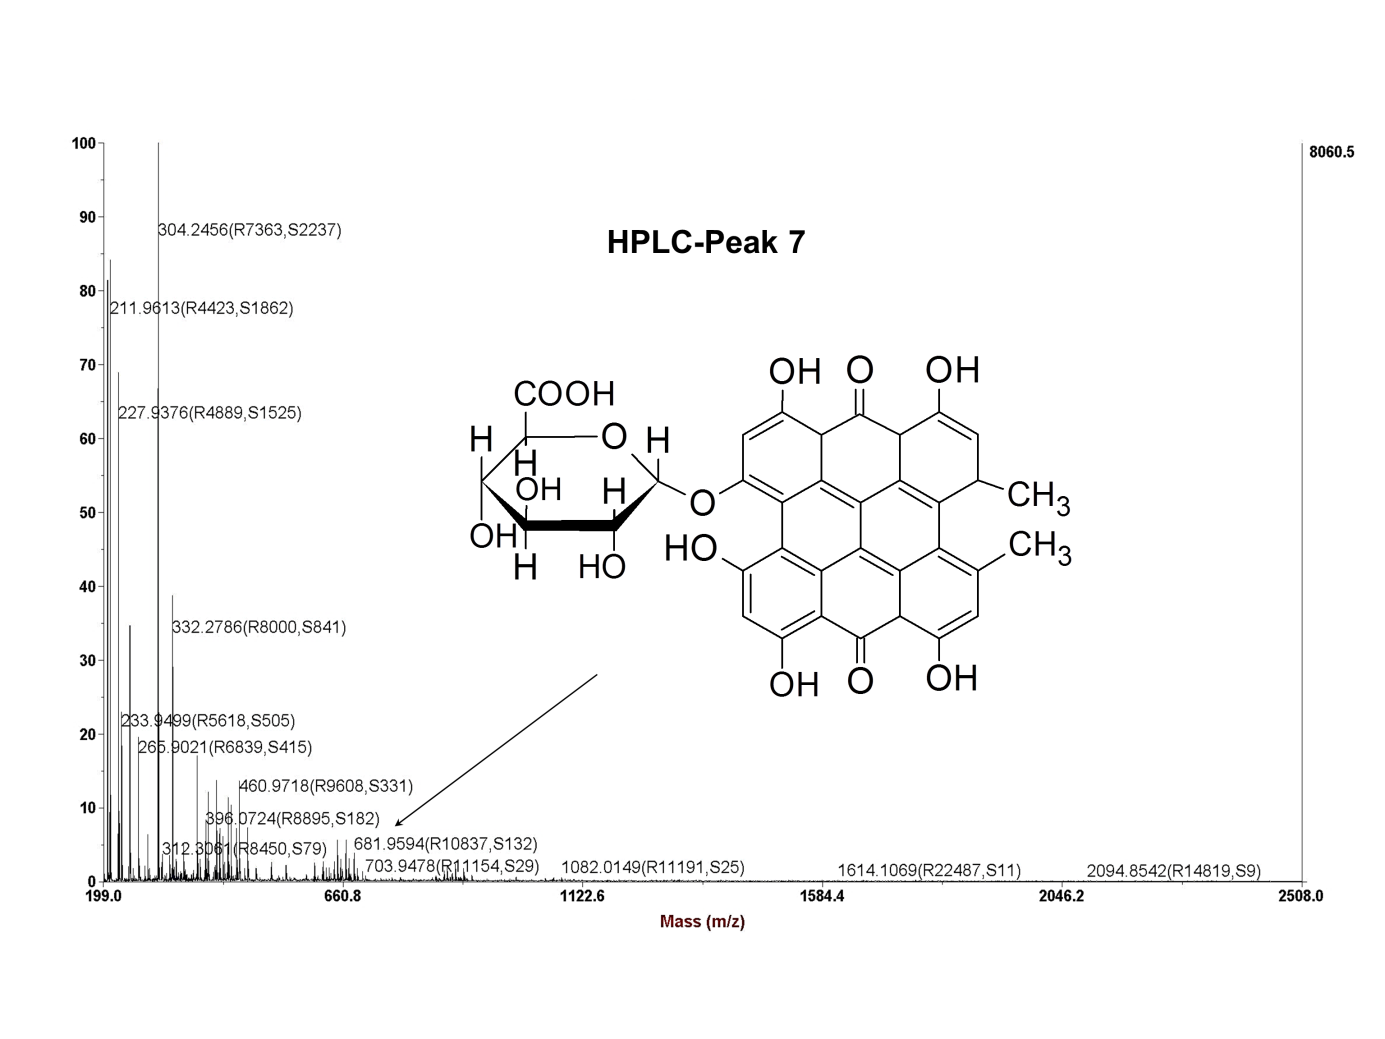 100
8060.5
90
304.2456(R7363,S2237)
HPLC-Peak 7
80
211.9613(R4423,S1862)
70
OH
O
OH
COOH
227.9376(R4889,S1525)
60
H
O
H
H
OH
H
O
CH3
50
OH
H
HO
HO
CH3
40
332.2786(R8000,S841)
30
OH
O
OH
233.9499(R5618,S505)
20
265.9021(R6839,S415)
460.9718(R9608,S331)
10
396.0724(R8895,S182)
312.3061(R8450,S79)
681.9594(R10837,S132)
703.9478(R11154,S29)
1082.0149(R11191,S25)
1614.1069(R22487,S11)
2094.8542(R14819,S9)
0
199.0
660.8
1122.6
1584.4
2046.2
2508.0
Mass (m/z)